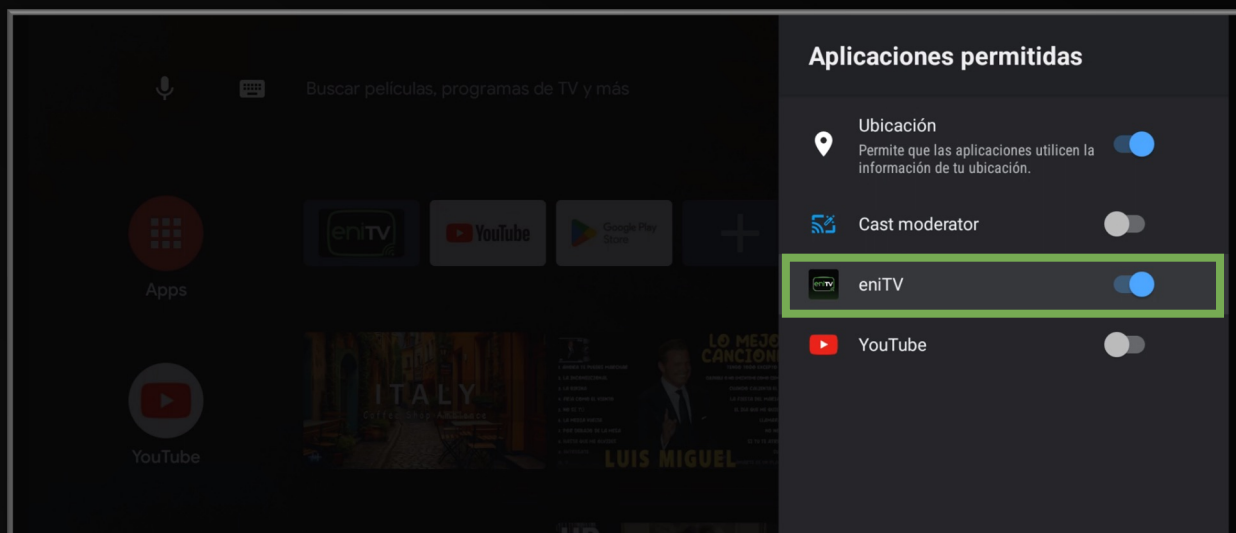 Aplicaciones permitidas
Buscar películas, programas de TV y más
Ubicación
Permite que las aplicaciones utilicen la
información de tu ubicación.
Cast moderator
eniTV
YouTube
eniTV
YouTube
Google Play
Store
Apps
YouTube
ITALY
LO MEJO
CANCION
LUIS MIGUEL